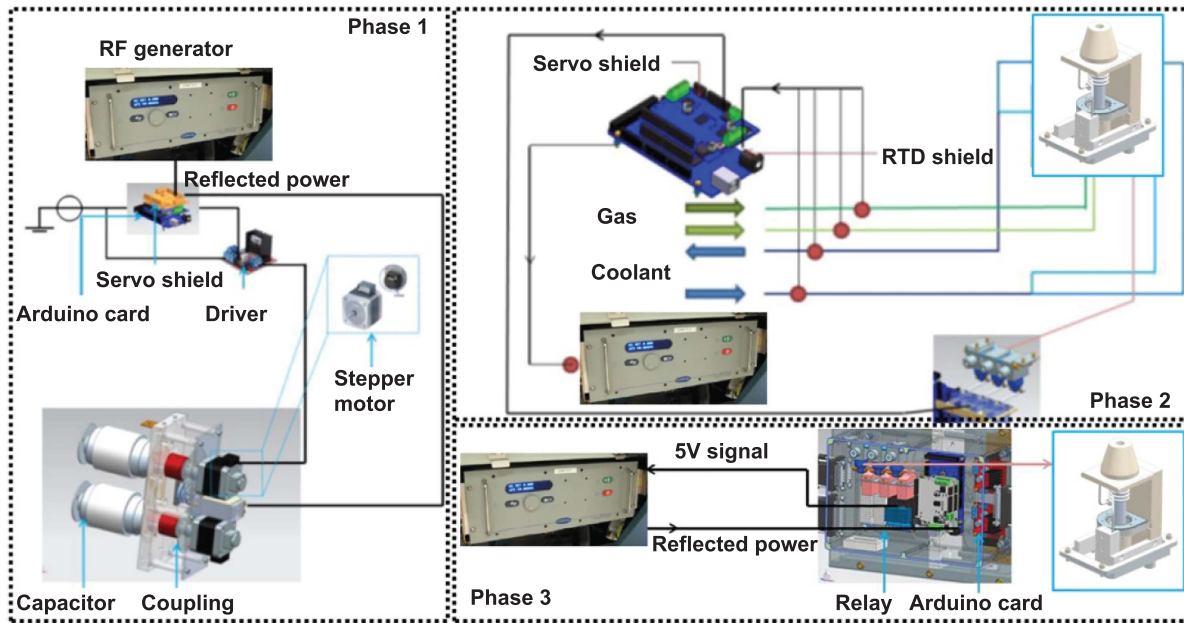 Phase 1
RF generator
Reflected power
Servo shield
Arduino card
Driver
Stepper
motor
Capacitor
Coupling
Servo shield
RTD shield
Gas
Coolant
Phase 2
5V signal
Reflected power
Phase 3
Relay
Arduino card